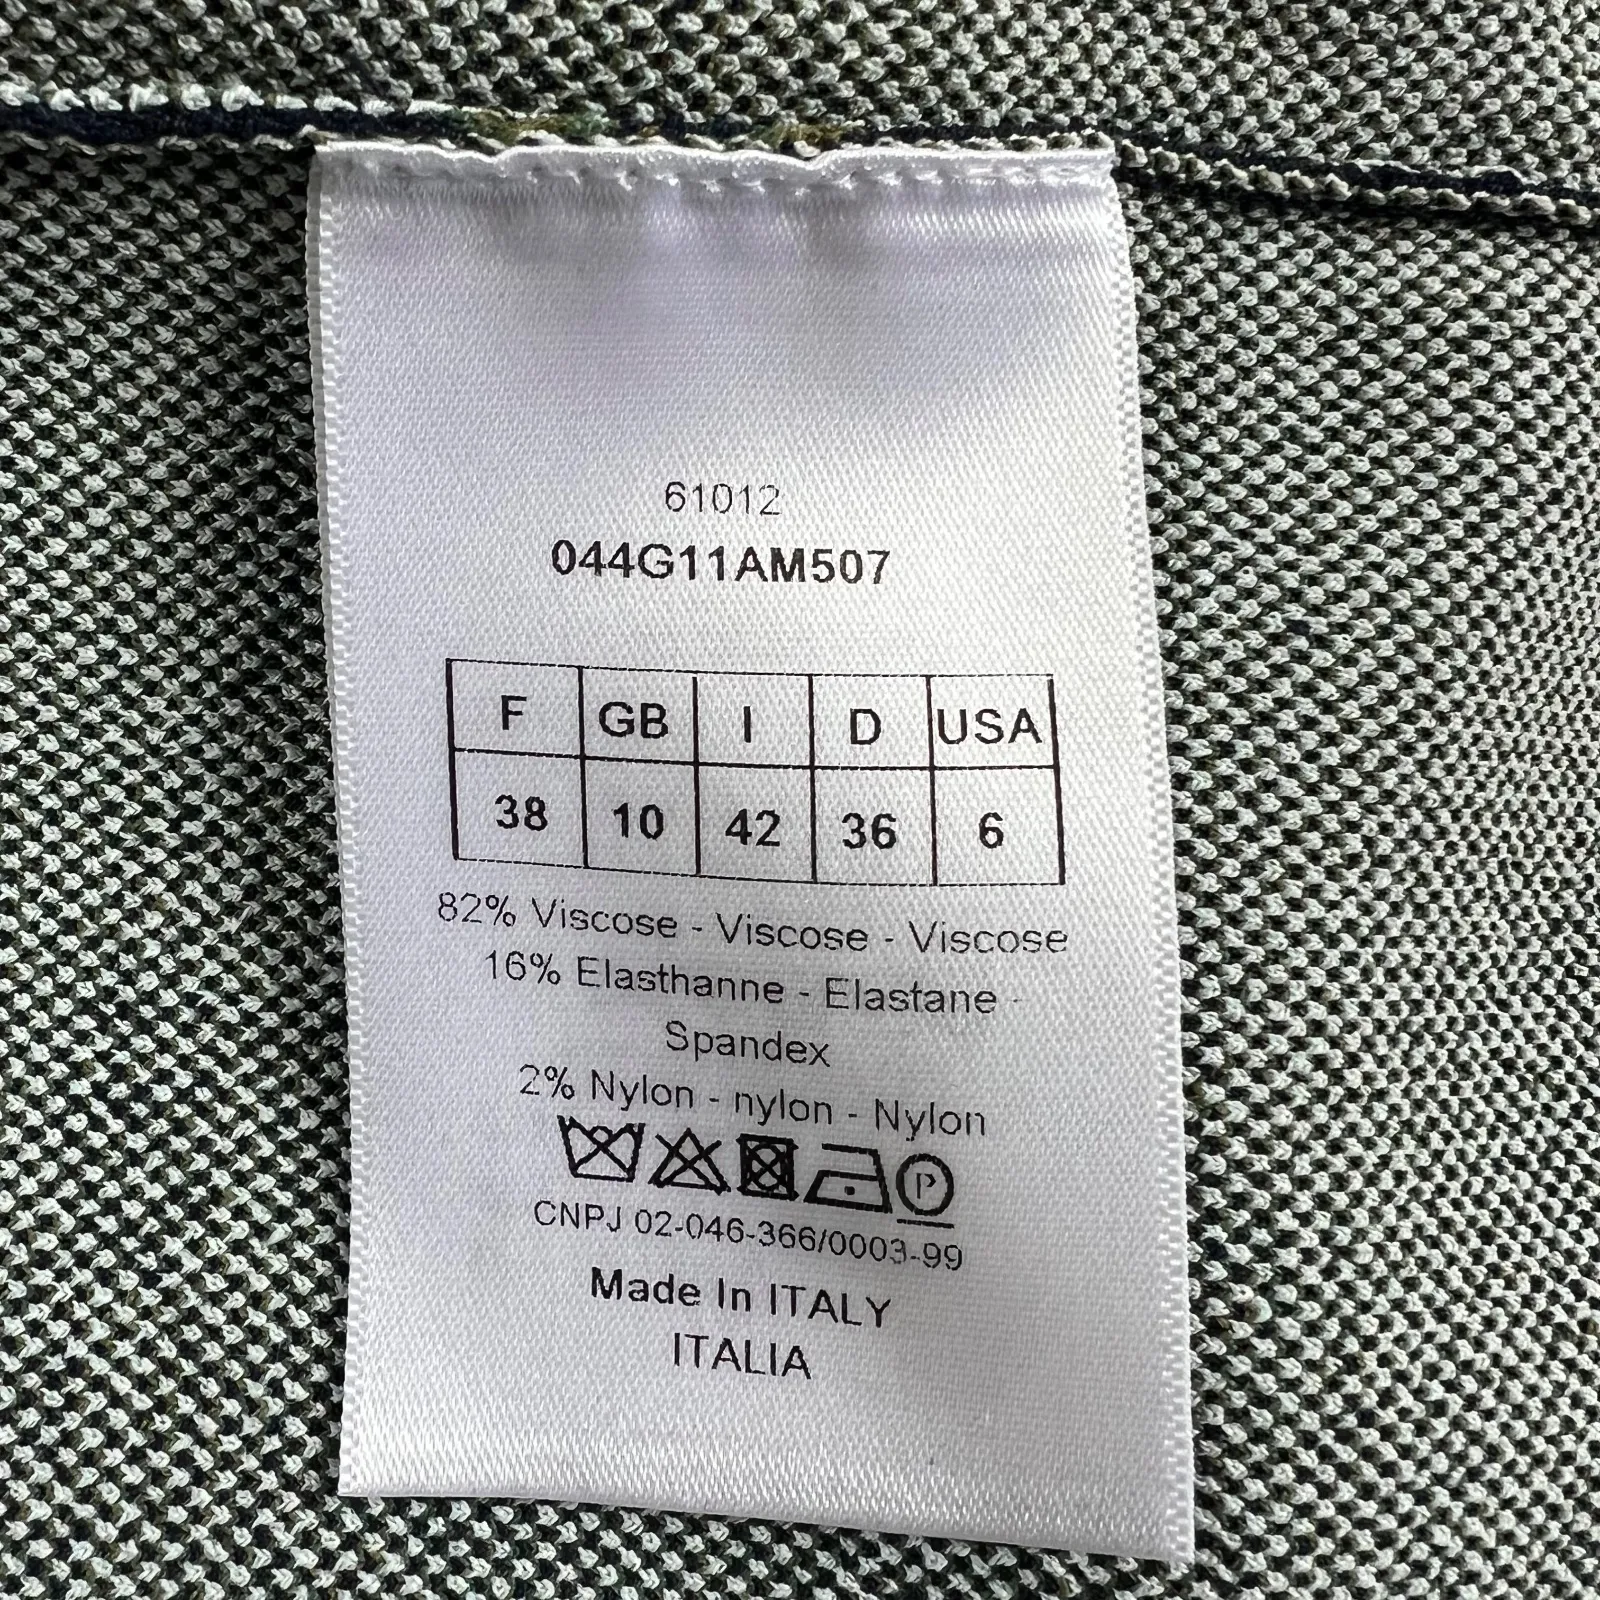 61012
044G11AM507
F GB I D USA
38 10 42 36 6
82% Viscose - Viscose - Viscose
16% Elasthanne - Elastane -
Spandex
2% Nylon - nylon - Nylon
P
CNPJ 02-046-366/0003-99
Made In ITALY
ITALIA